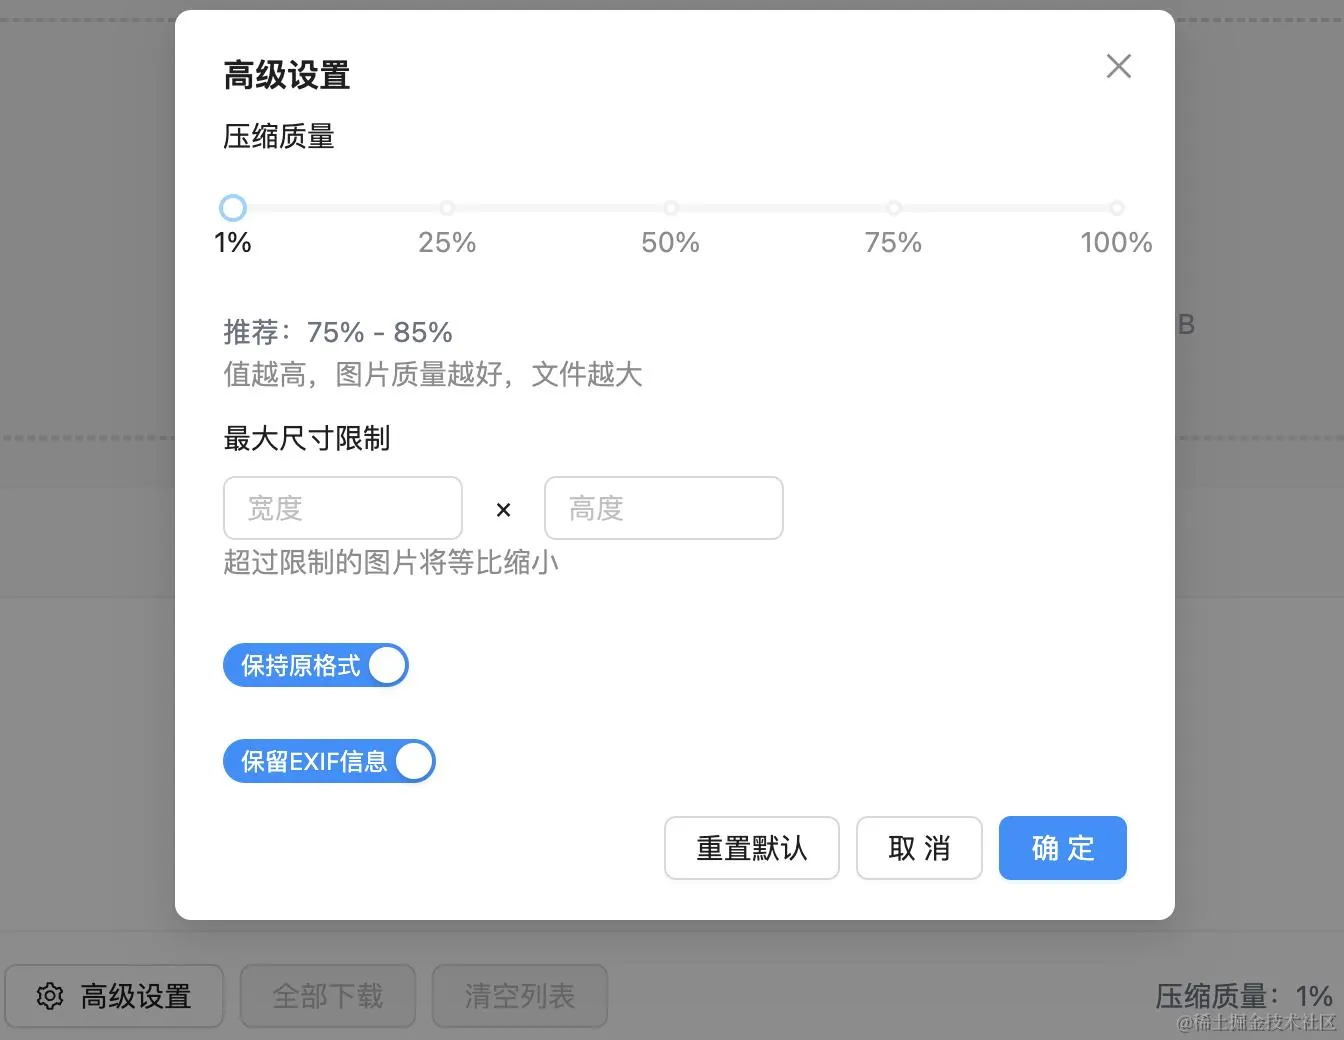 高级设置
压缩质量
1% 25% 50% 75% 100%
推荐：75% - 85%
值越高，图片质量越好，文件越大
B
最大尺寸限制
宽度 × 高度
超过限制的图片将等比缩小
保持原格式
保留EXIF信息
重置默认 取 消 确 定
高级设置 全部下载 清空列表 压缩质量：1%
@稀土掘金技术社区